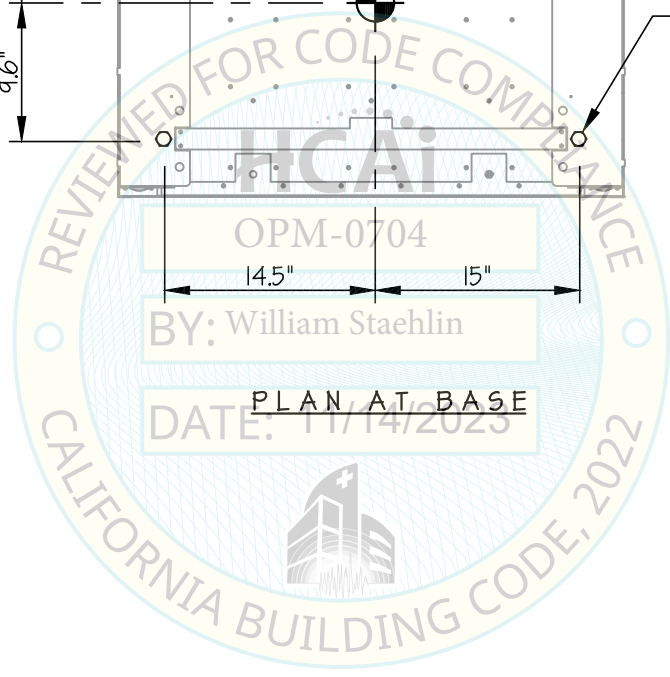 9.6"
REVIEWED FOR CODE COMPLIANCE
HCAi
OPM-0704
14.5" 15"
BY: William Staehlin
PLAN AT BASE
DATE: 11/14/2023
CALIFORNIA BUILDING CODE, 2022